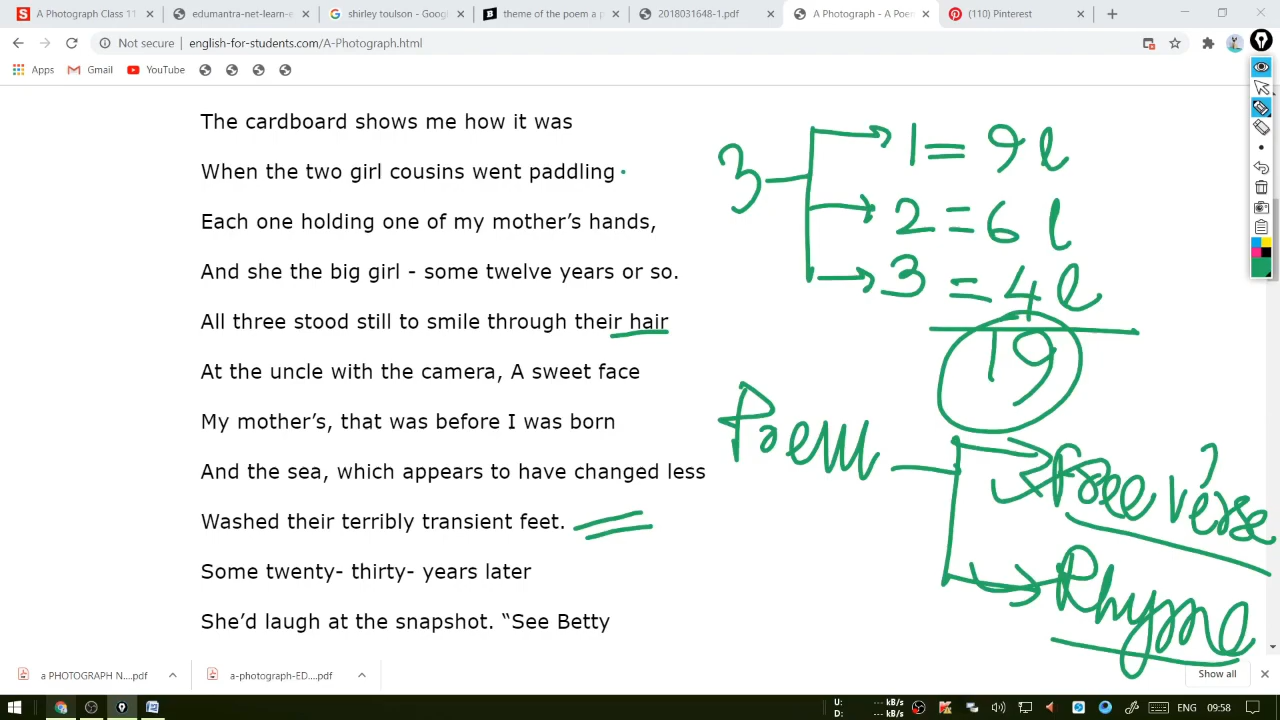 A Photograph Class 11
edumantra-net-learn-e
shirley toulson - Goog
theme of the poem a p
2018031648-1.pdf
A Photograph - A Poem
(110) Pinterest
Not secure | english-for-students.com/A-Photograph.html
Apps Gmail YouTube
The cardboard shows me how it was
When the two girl cousins went paddling
Each one holding one of my mother’s hands,
And she the big girl - some twelve years or so.
All three stood still to smile through their hair
At the uncle with the camera, A sweet face
My mother’s, that was before I was born
And the sea, which appears to have changed less
Washed their terribly transient feet.
Some twenty- thirty- years later
She’d laugh at the snapshot. “See Betty
3
1 = 9 l
2 = 6 l
3 = 4 l
19
Poem
Free verse
Rhyme
a PHOTOGRAPH N....pdf
a-photograph-ED....pdf
Show all
U: --- kB/s
D: --- kB/s
ENG
09:58